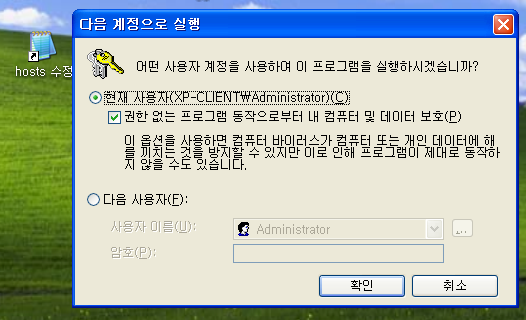 다음 계정으로 실행
hosts 수정
어떤 사용자 계정을 사용하여 이 프로그램을 실행하시겠습니까?
현재 사용자(XP-CLIENT\Administrator)(C)
권한 없는 프로그램 동작으로부터 내 컴퓨터 및 데이터 보호(P)
이 옵션을 사용하면 컴퓨터 바이러스가 컴퓨터 또는 개인 데이터에 해
를 끼치는 것을 방지할 수 있지만 이로 인해 프로그램이 제대로 동작하
지 않을 수도 있습니다.
다음 사용자(F):
사용자 이름(U):
Administrator
...
암호(P):
확인
취소